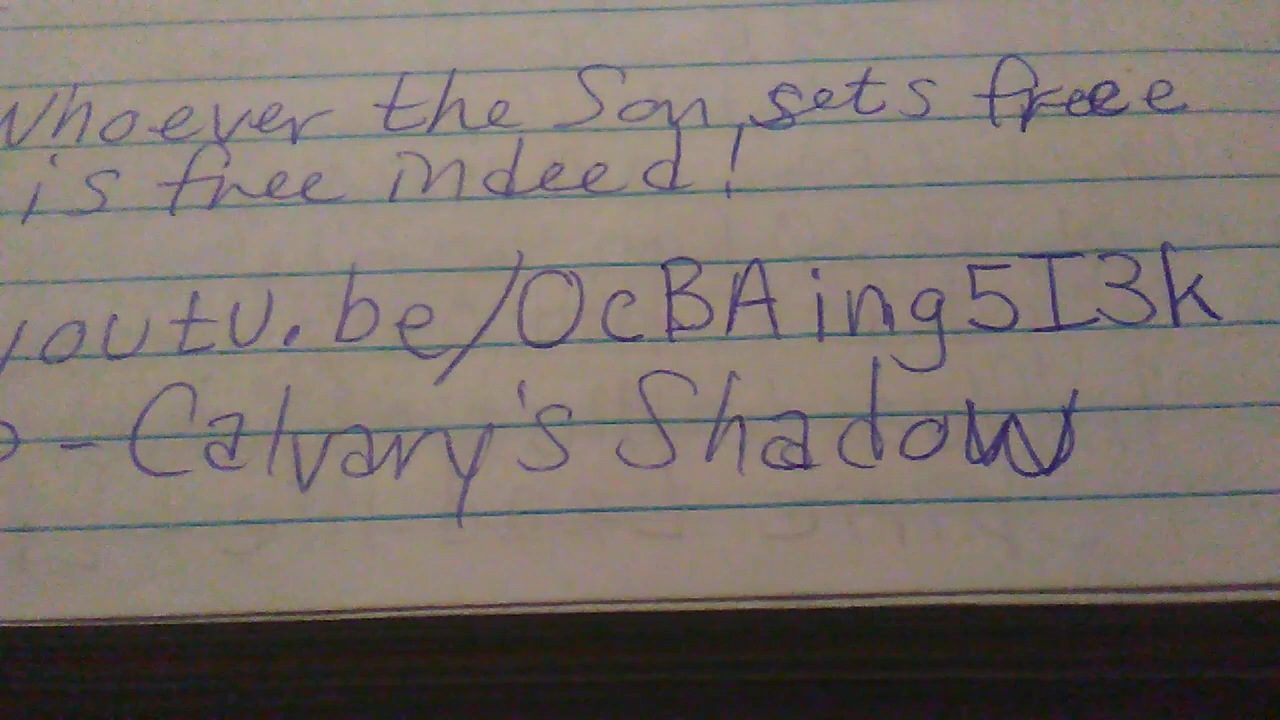 Whoever the Son sets free
is free indeed!
youtu.be/OcBAing5I3k
- Calvary's Shadow